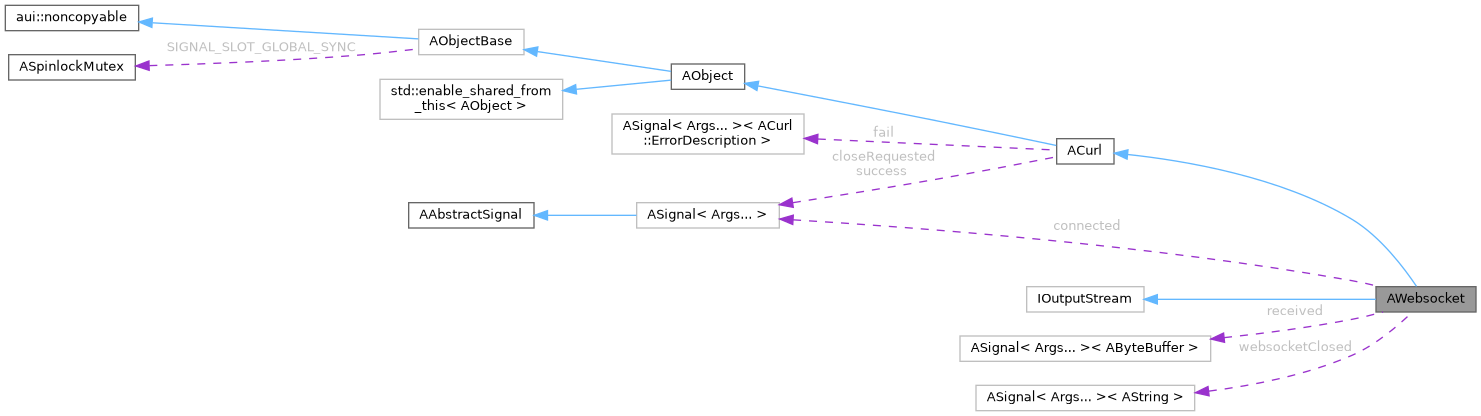 aui::noncopyable
AObjectBase
SIGNAL_SLOT_GLOBAL_SYNC
ASpinlockMutex
AObject
std::enable_shared_from
_this< AObject >
ASignal< Args... >< ACurl
::ErrorDescription >
fail
ACurl
closeRequested
success
AAbstractSignal
ASignal< Args... >
connected
IOutputStream
AWebsocket
received
ASignal< Args... >< AByteBuffer >
websocketClosed
ASignal< Args... >< AString >